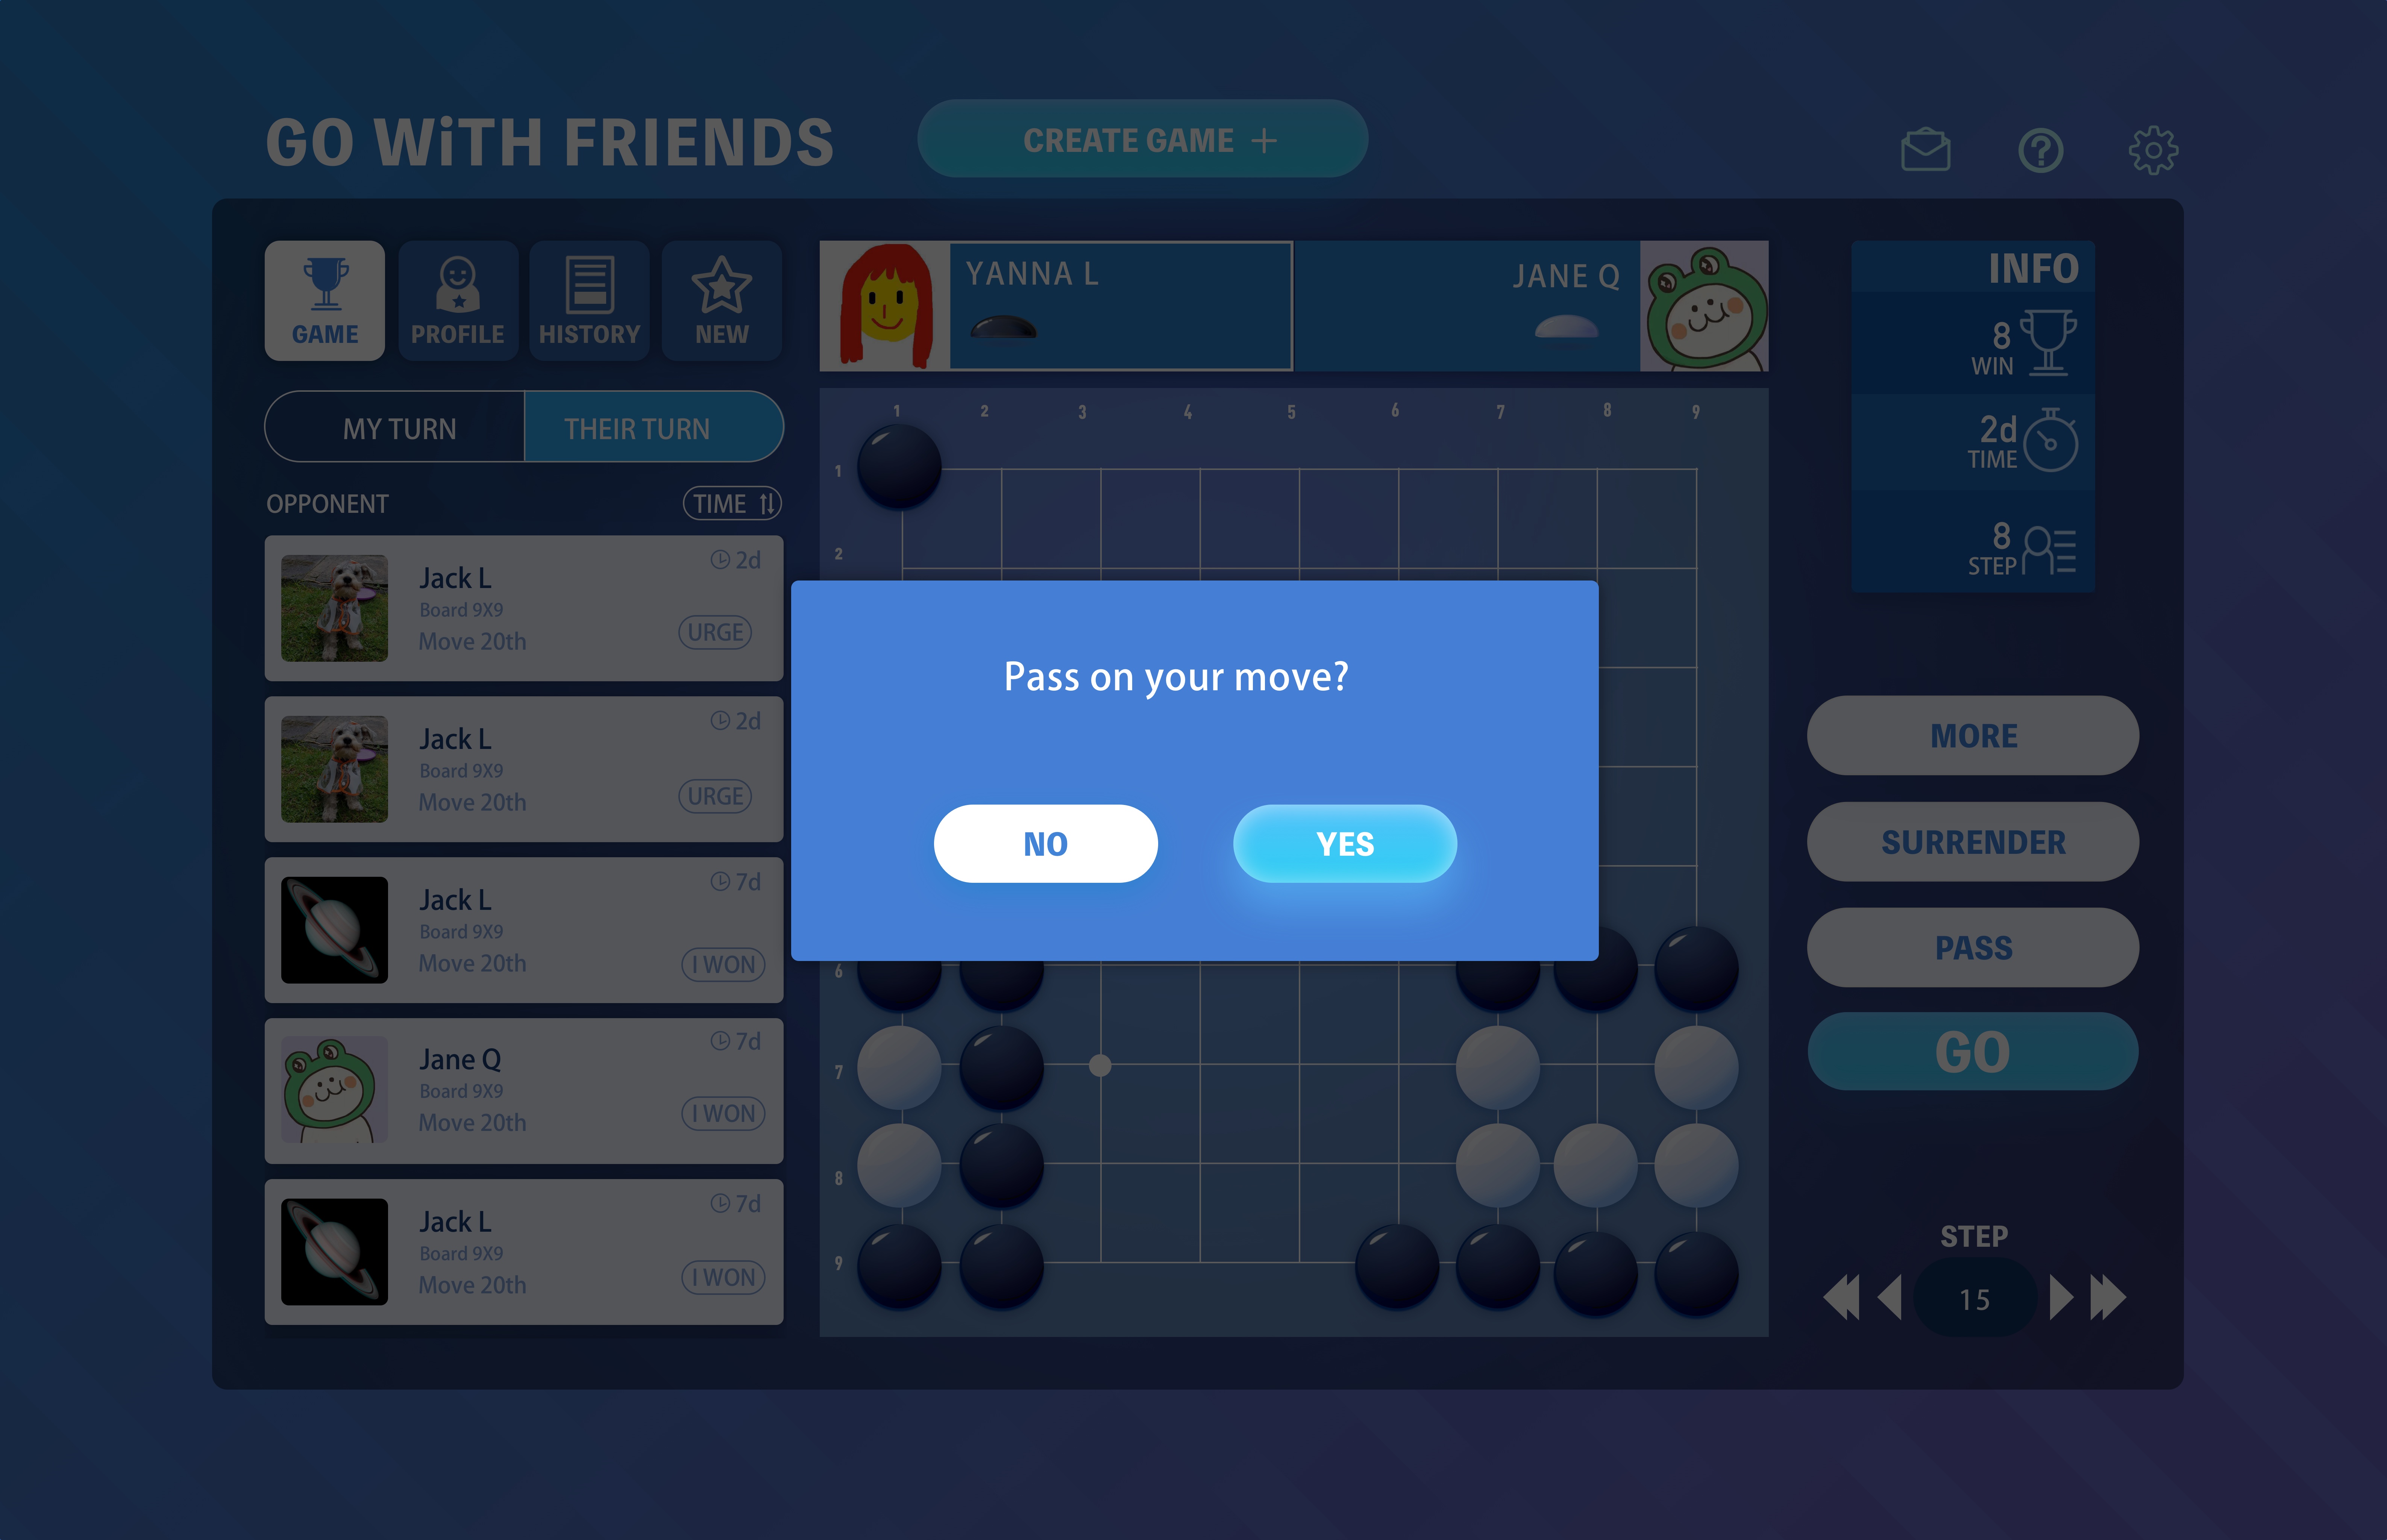 GO WiTH FRIENDS
CREATE GAME +
GAME
PROFILE
HISTORY
NEW
MY TURN
THEIR TURN
OPPONENT
TIME
Jack L
2d
Board 9X9
Move 20th
URGE
Jack L
2d
Board 9X9
Move 20th
URGE
Jack L
7d
Board 9X9
Move 20th
I WON
Jane Q
7d
Board 9X9
Move 20th
I WON
Jack L
7d
Board 9X9
Move 20th
I WON
YANNA L
JANE Q
1 2 3 4 5 6 7 8 9
1
2
6
7
8
9
Pass on your move?
NO
YES
INFO
8
WIN
2d
TIME
8
STEP
MORE
SURRENDER
PASS
GO
STEP
15